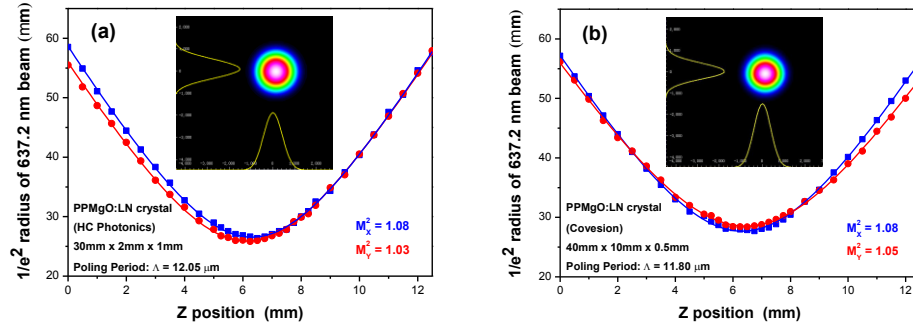 (a)
1/e² radius of 637.2 nm beam (mm)
60
50
40
30
20
PPMgO:LN crystal
(HC Photonics)
30mm x 2mm x 1mm
Poling Period: Λ = 12.05 μm
M²X = 1.08
M²Y = 1.03
0 2 4 6 8 10 12
Z position (mm)
(b)
1/e² radius of 637.2 nm beam (mm)
60
50
40
30
20
PPMgO:LN crystal
(Covesion)
40mm x 10mm x 0.5mm
Poling Period: Λ = 11.80 μm
M²X = 1.08
M²Y = 1.05
0 2 4 6 8 10 12
Z position (mm)